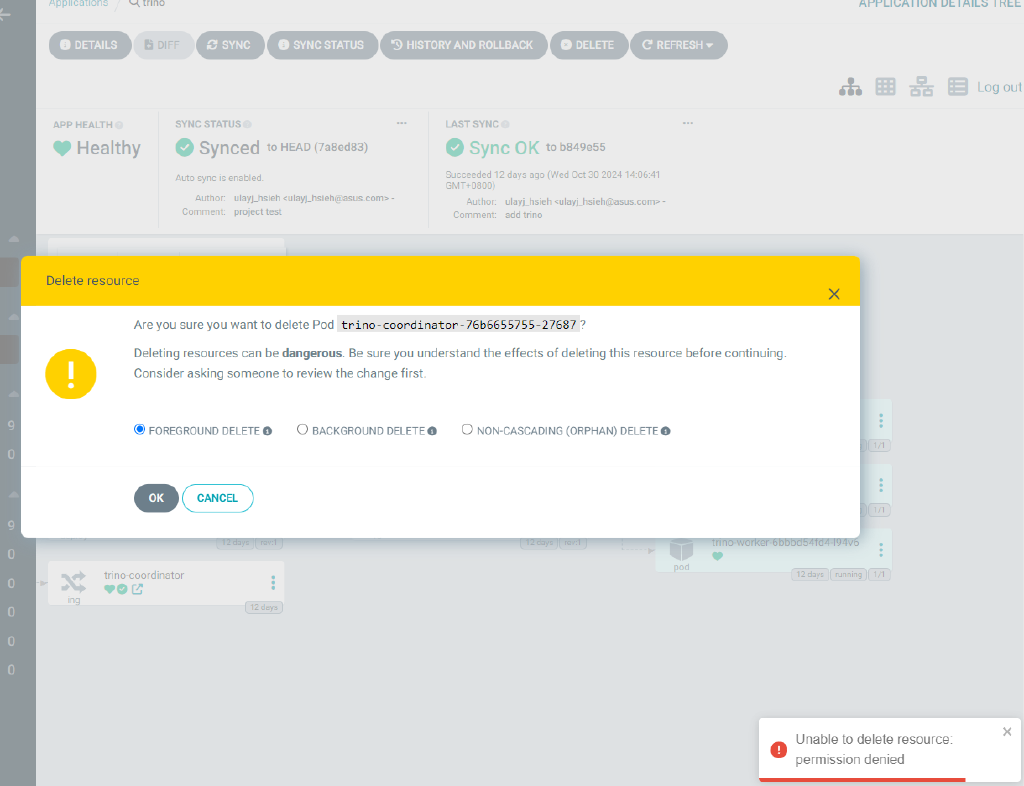 Applications
trino
APPLICATION DETAILS TREE
DETAILS
DIFF
SYNC
SYNC STATUS
HISTORY AND ROLLBACK
DELETE
REFRESH
Log out
APP HEALTH
Healthy
SYNC STATUS
Synced to HEAD (7a8ed83)
Auto sync is enabled.
Author: ulayj_hsieh <ulayj_hsieh@asus.com> -
Comment: project test
LAST SYNC
Sync OK to b849e55
Succeeded 12 days ago (Wed Oct 30 2024 14:06:41
GMT+0800)
Author: ulayj_hsieh <ulayj_hsieh@asus.com> -
Comment: add trino
Delete resource
Are you sure you want to delete Pod trino-coordinator-76b6655755-27687?
Deleting resources can be dangerous. Be sure you understand the effects of deleting this resource before continuing.
Consider asking someone to review the change first.
FOREGROUND DELETE
BACKGROUND DELETE
NON-CASCADING (ORPHAN) DELETE
OK
CANCEL
9
0
9
0
0
0
0
0
1/1
1/1
12 days
rev:1
12 days
rev:1
pod
12 days
running
1/1
trino-coordinator
ing
12 days
Unable to delete resource:
permission denied